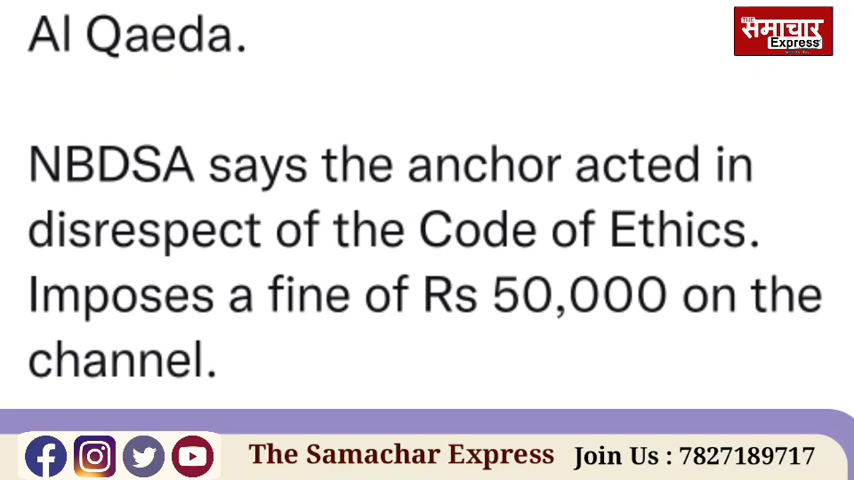 Al Qaeda.
THE
समाचार
Express
NBDSA says the anchor acted in
disrespect of the Code of Ethics.
Imposes a fine of Rs 50,000 on the
channel.
The Samachar Express Join Us : 7827189717